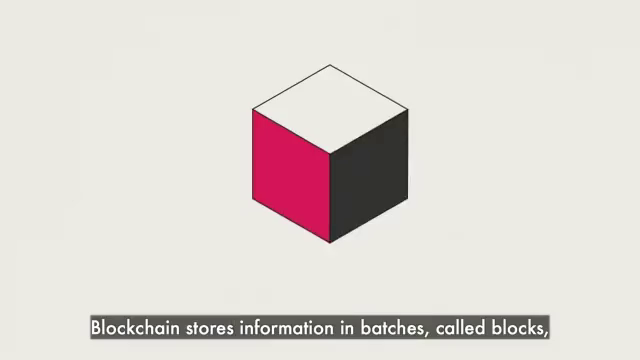 Blockchain stores information in batches, called blocks,